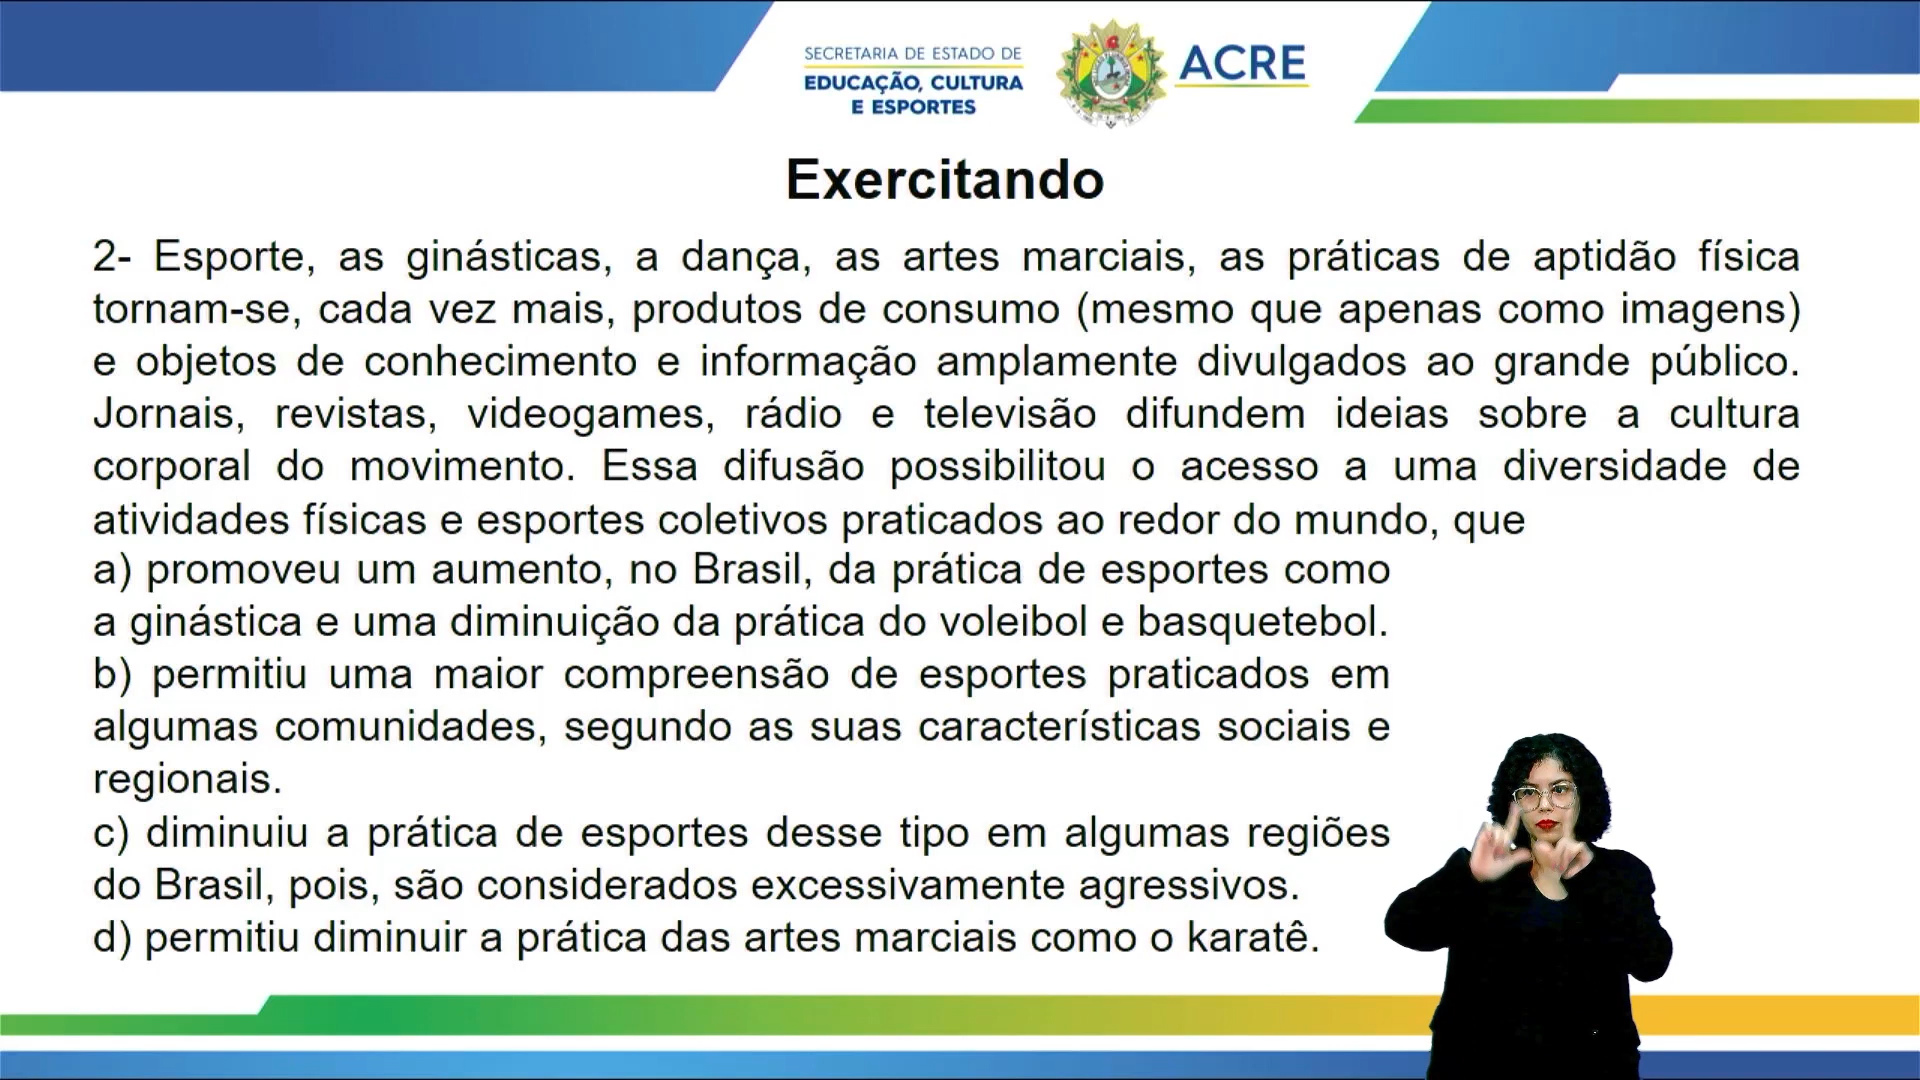 SECRETARIA DE ESTADO DE
EDUCAÇÃO, CULTURA
E ESPORTES
ACRE
Exercitando
2- Esporte, as ginásticas, a dança, as artes marciais, as práticas de aptidão física
tornam-se, cada vez mais, produtos de consumo (mesmo que apenas como imagens)
e objetos de conhecimento e informação amplamente divulgados ao grande público.
Jornais, revistas, videogames, rádio e televisão difundem ideias sobre a cultura
corporal do movimento. Essa difusão possibilitou o acesso a uma diversidade de
atividades físicas e esportes coletivos praticados ao redor do mundo, que
a) promoveu um aumento, no Brasil, da prática de esportes como
a ginástica e uma diminuição da prática do voleibol e basquetebol.
b) permitiu uma maior compreensão de esportes praticados em
algumas comunidades, segundo as suas características sociais e
regionais.
c) diminuiu a prática de esportes desse tipo em algumas regiões
do Brasil, pois, são considerados excessivamente agressivos.
d) permitiu diminuir a prática das artes marciais como o karatê.